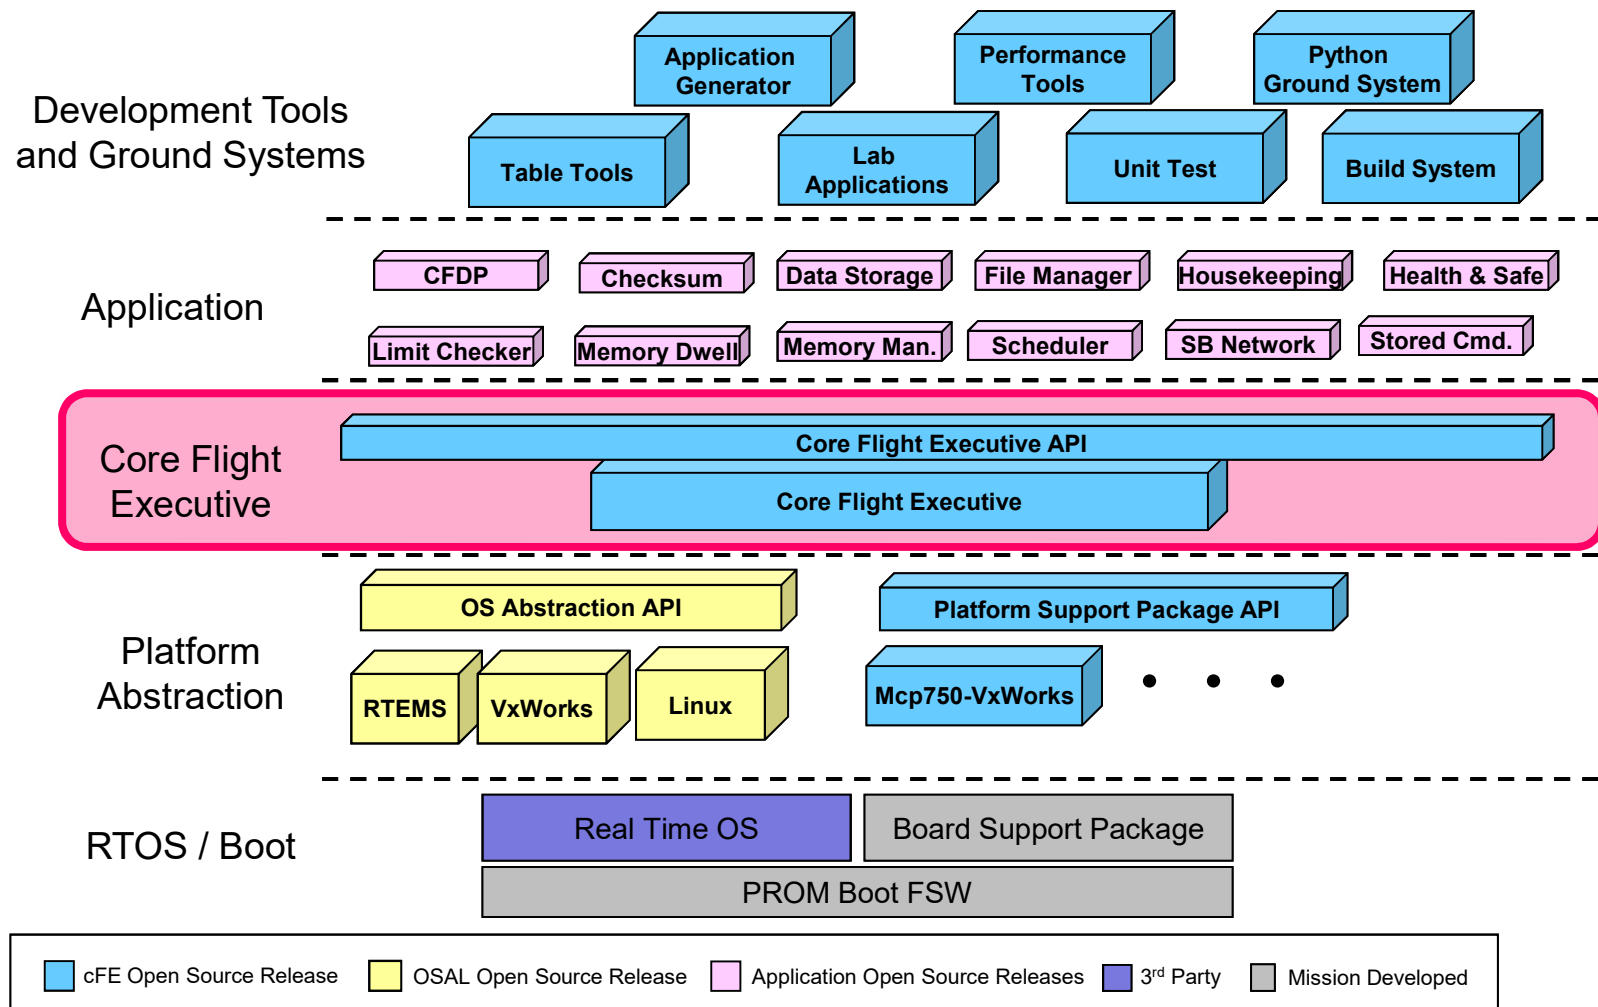 Development Tools
and Ground Systems
Application
Generator
Performance
Tools
Python
Ground System
Table Tools
Lab
Applications
Unit Test
Build System
Application
CFDP
Checksum
Data Storage
File Manager
Housekeeping
Health & Safe
Limit Checker
Memory Dwell
Memory Man.
Scheduler
SB Network
Stored Cmd.
Core Flight
Executive
Core Flight Executive API
Core Flight Executive
Platform
Abstraction
OS Abstraction API
Platform Support Package API
RTEMS
VxWorks
Linux
Mcp750-VxWorks
• • •
RTOS / Boot
Real Time OS
Board Support Package
PROM Boot FSW
cFE Open Source Release
OSAL Open Source Release
Application Open Source Releases
3rd Party
Mission Developed